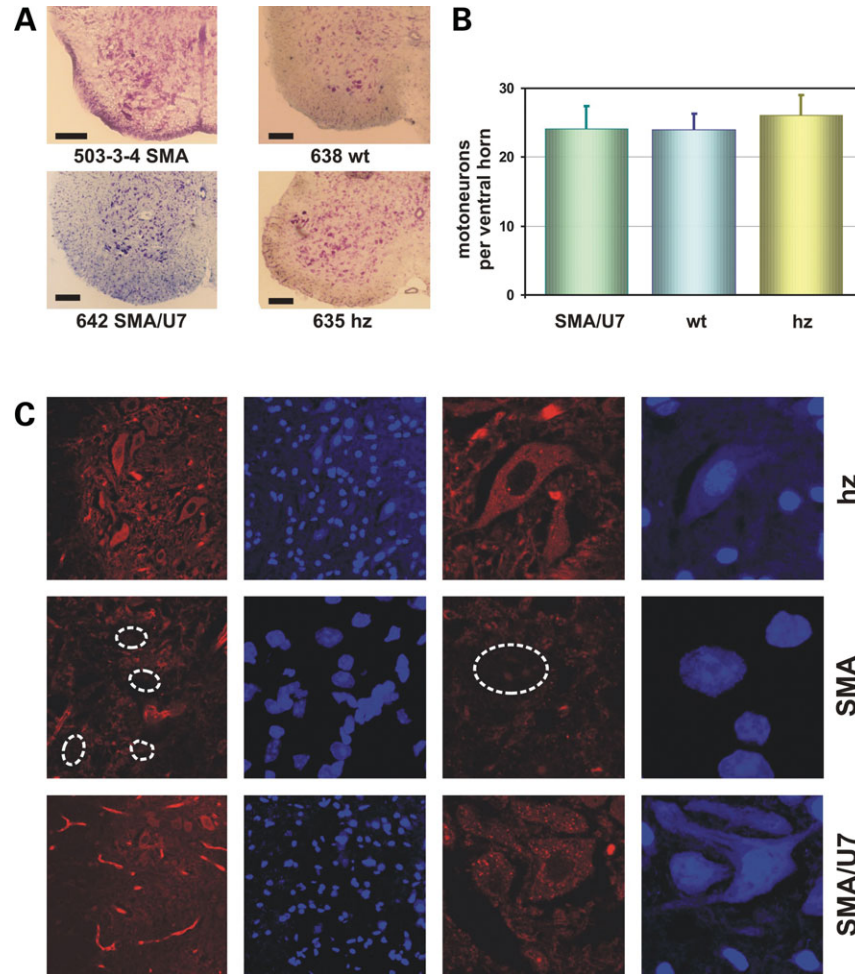 A
503-3-4 SMA
638 wt
642 SMA/U7
635 hz
B
motoneurons
per ventral horn
30
20
10
0
SMA/U7
wt
hz
C
hz
SMA
SMA/U7